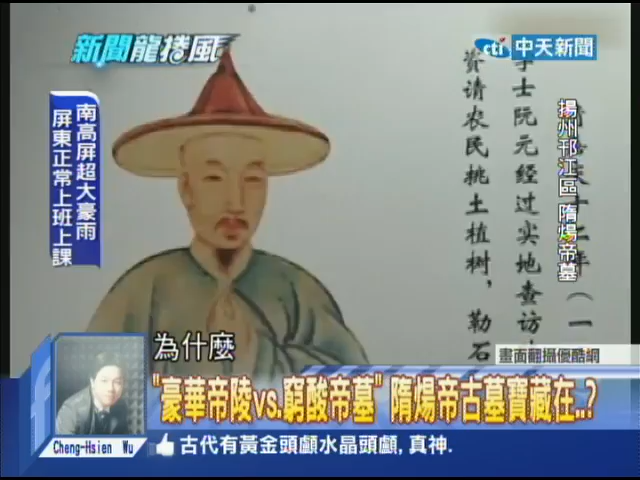 新聞龍捲風
cti 中天新聞
南高屏超大豪雨
屏東正常上班上課
揚州邗江區 隋煬帝墓
學士阮元经过实地查访
资请农民挑土植树，勒石
畫面翻攝優酷網
為什麼
"豪華帝陵vs.窮酸帝墓" 隋煬帝古墓寶藏在..?
Cheng-Hsien Wu
古代有黃金頭顱水晶頭顱,真神.